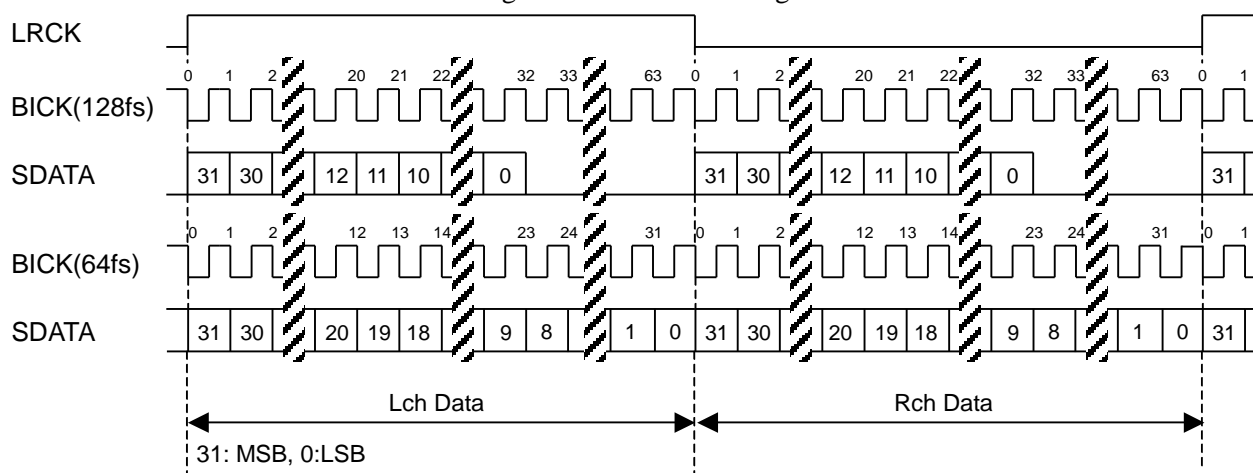 LRCK
0 1 2 20 21 22 32 33 63 0 1 2 20 21 22 32 33 63 0 1
BICK(128fs)
SDATA 31 30 12 11 10 0 31 30 12 11 10 0 31
0 1 2 12 13 14 23 24 31 0 1 2 12 13 14 23 24 31 0 1
BICK(64fs)
SDATA 31 30 20 19 18 9 8 1 0 31 30 20 19 18 9 8 1 0 31
Lch Data Rch Data
31: MSB, 0:LSB